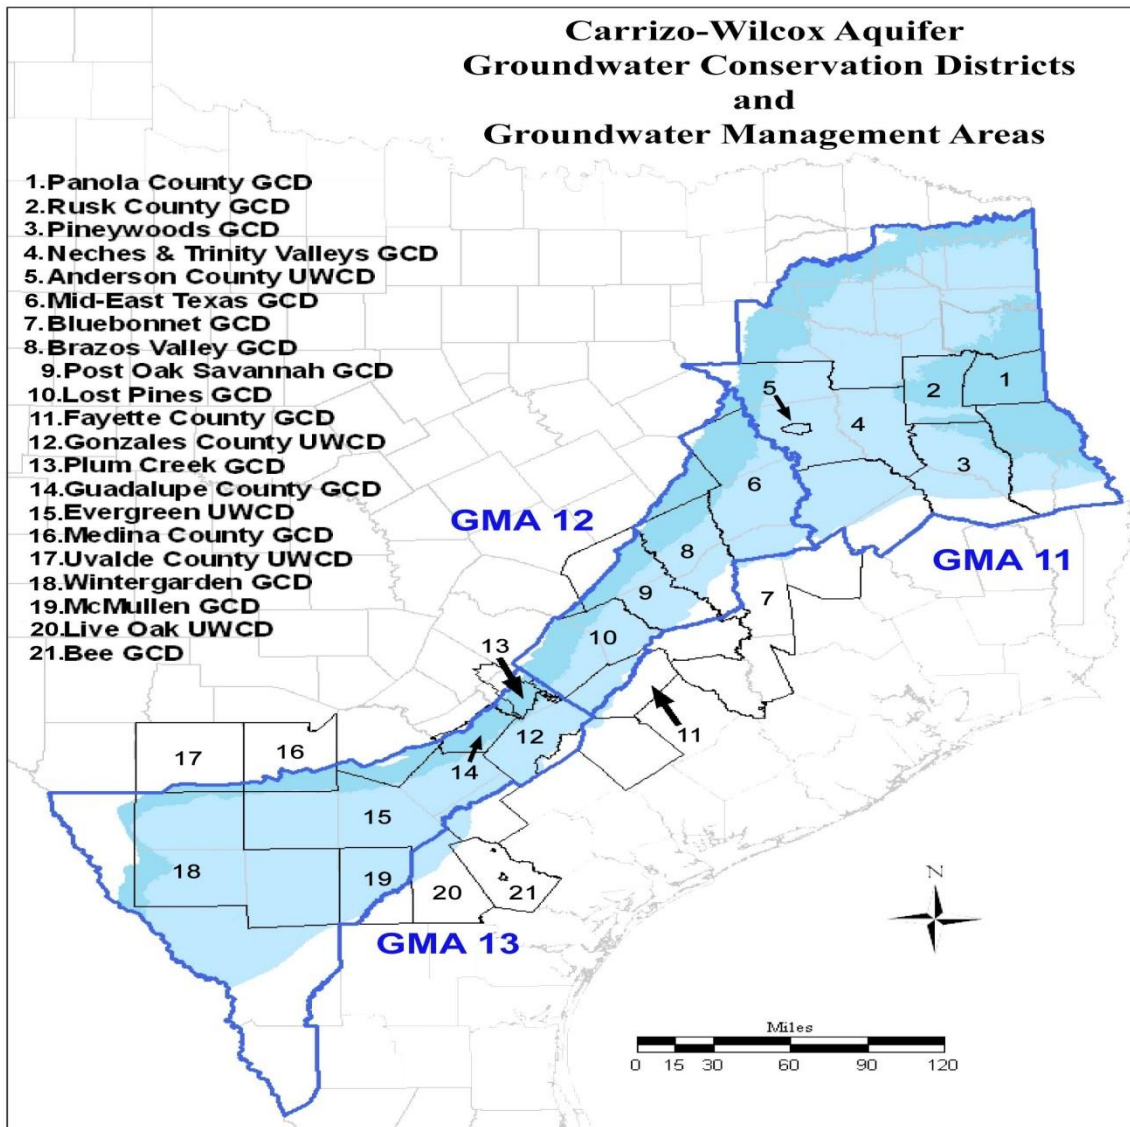 Carrizo-Wilcox Aquifer
Groundwater Conservation Districts
and
Groundwater Management Areas
1.Panola County GCD
2.Rusk County GCD
3.Pineywoods GCD
4.Neches & Trinity Valleys GCD
5.Anderson County UWCD
6.Mid-East Texas GCD
7.Bluebonnet GCD
8.Brazos Valley GCD
9.Post Oak Savannah GCD
10.Lost Pines GCD
11.Fayette County GCD
12.Gonzales County UWCD
13.Plum Creek GCD
14.Guadalupe County GCD
15.Evergreen UWCD
16.Medina County GCD
17.Uvalde County UWCD
18.Wintergarden GCD
19.McMullen GCD
20.Live Oak UWCD
21.Bee GCD
5
2
1
4
3
6
GMA 12
8
GMA 11
9
7
10
13
11
12
14
17
16
15
18
19
20
21
GMA 13
N
Miles
0 15 30 60 90 120